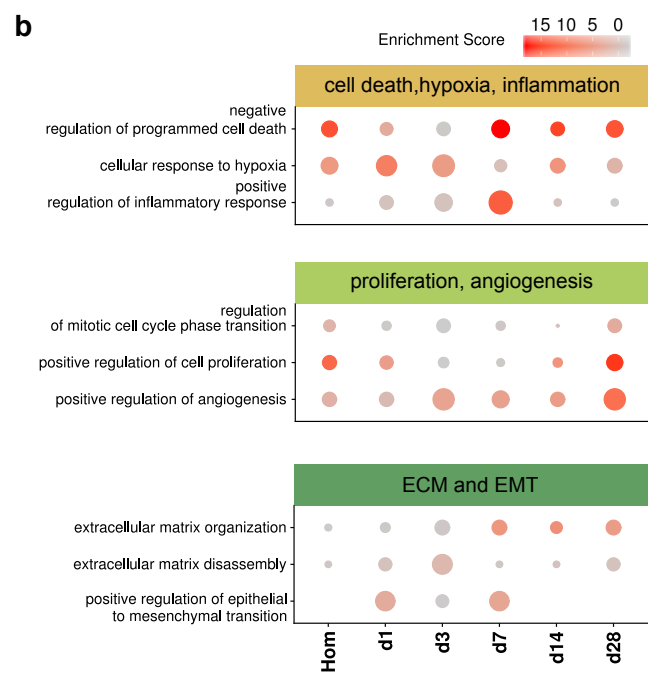 b
Enrichment Score
15 10 5 0
cell death,hypoxia, inflammation
negative
regulation of programmed cell death
cellular response to hypoxia
positive
regulation of inflammatory response
proliferation, angiogenesis
regulation
of mitotic cell cycle phase transition
positive regulation of cell proliferation
positive regulation of angiogenesis
ECM and EMT
extracellular matrix organization
extracellular matrix disassembly
positive regulation of epithelial
to mesenchymal transition
Hom
d1
d3
d7
d14
d28